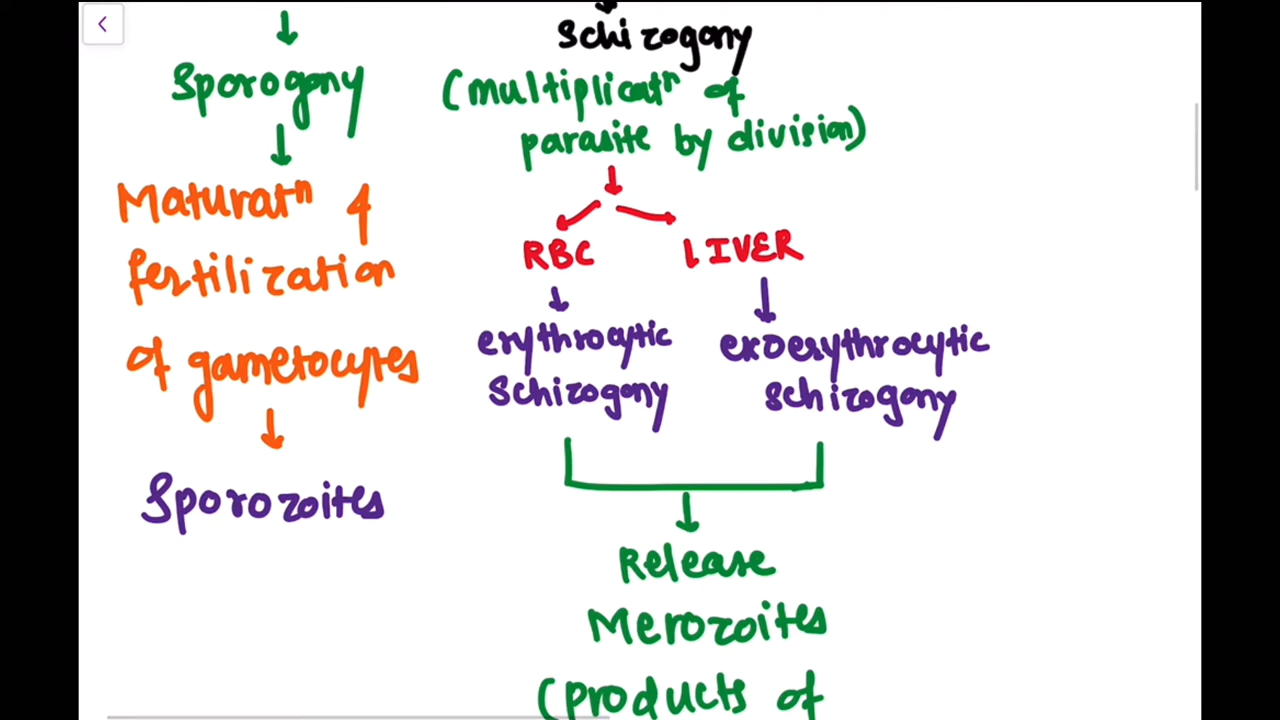 Sporogony
Maturatⁿ &
fertilization
of gametocytes
Sporozoites
Schizogony
(multiplicatⁿ of
parasite by division)
RBC
LIVER
erythrocytic
Schizogony
exoerythrocytic
schizogony
Release
Merozoites
(products of